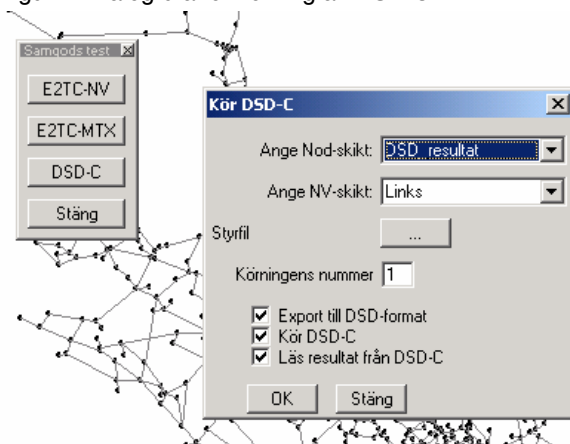 Samgods test
E2TC-NV
E2TC-MTX
DSD-C
Stäng
Kör DSD-C
Ange Nod-skikt: DSD_resultat
Ange NV-skikt: Links
Styrfil ...
Körningens nummer 1
Export till DSD-format
Kör DSD-C
Läs resultat från DSD-C
OK Stäng